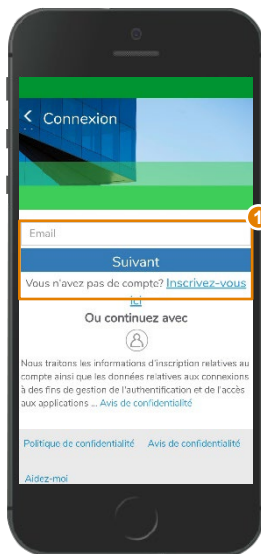 Connexion
1
Email
Suivant
Vous n'avez pas de compte? Inscrivez-vous
ici
Ou continuez avec
Nous traitons les informations d'inscription relatives au
compte ainsi que les données relatives aux connexions
à des fins de gestion de l'authentification et de l'accès
aux applications ... Avis de confidentialité
Politique de confidentialité Avis de confidentialité
Aidez-moi